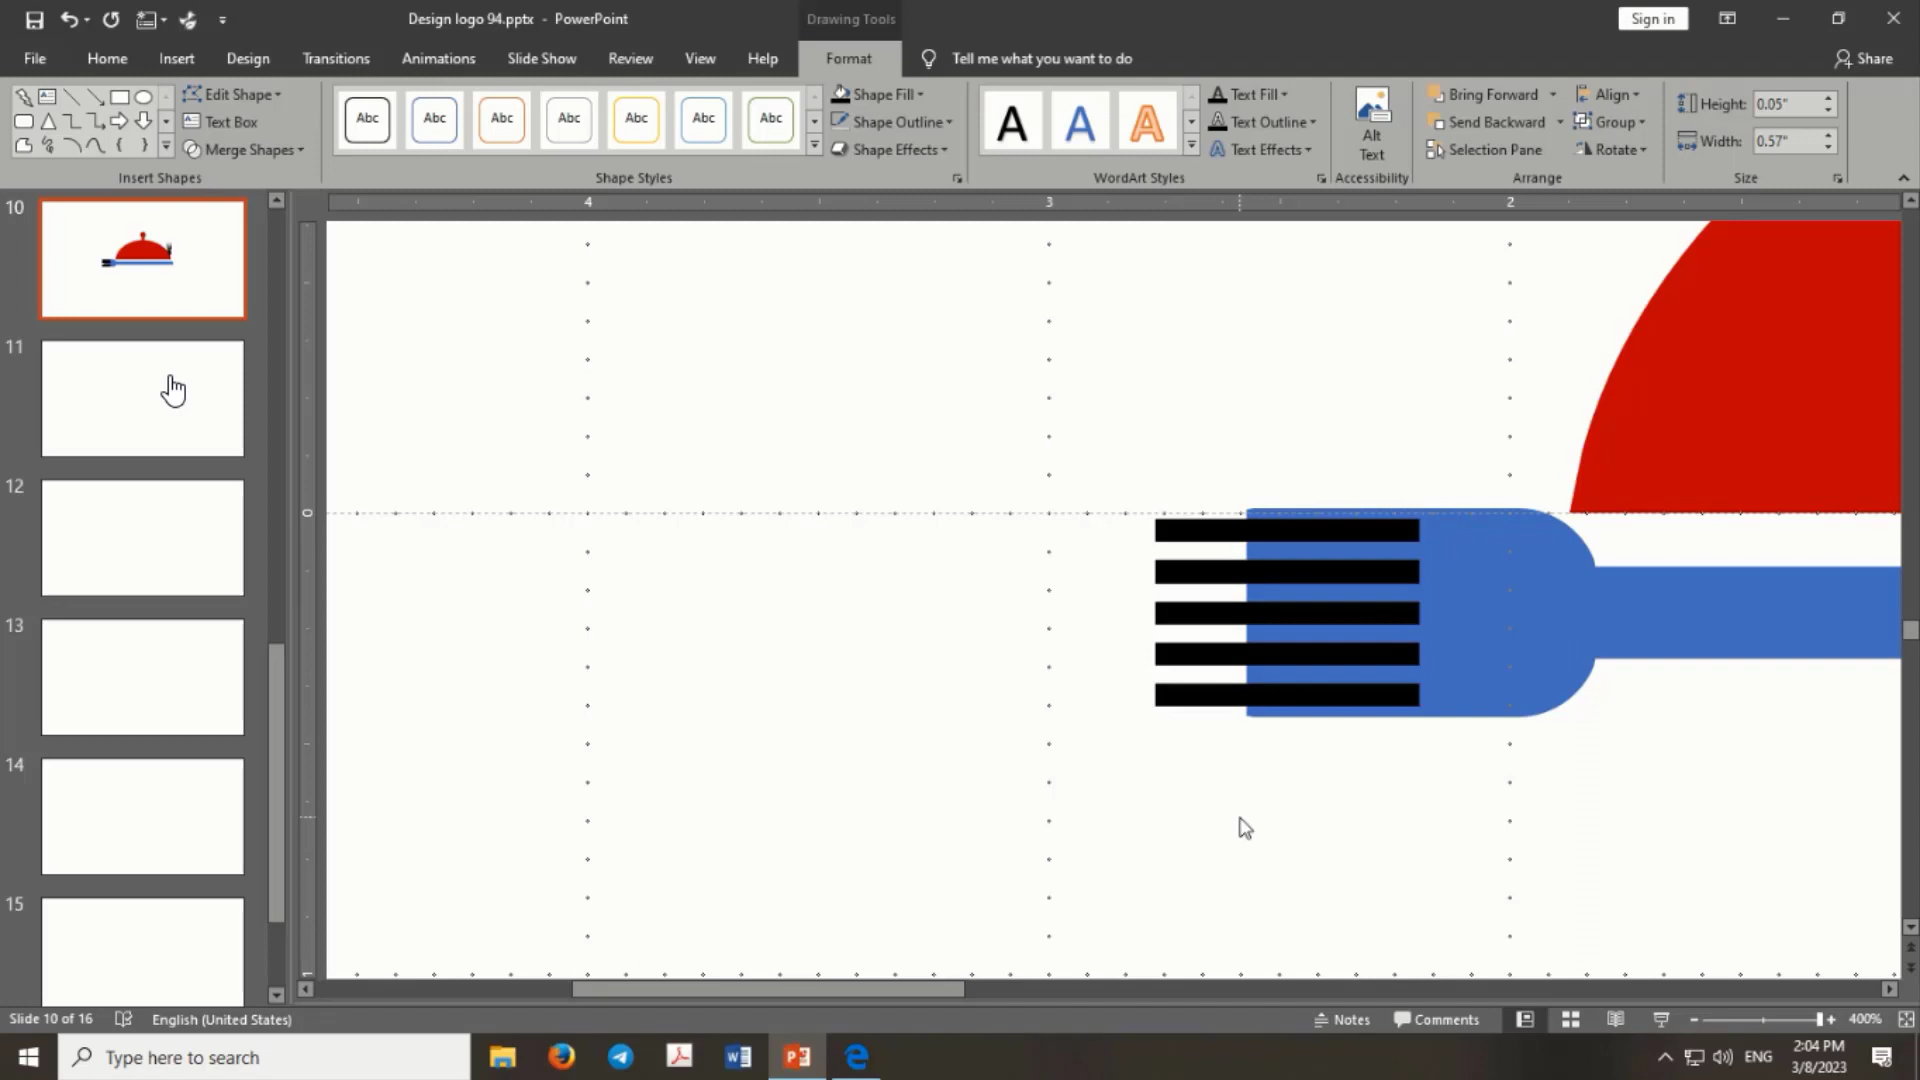 Design logo 94.pptx - PowerPoint
Drawing Tools
Sign in
File Home Insert Design Transitions Animations Slide Show Review View Help Format Tell me what you want to do Share
Edit Shape
Text Box
Merge Shapes
Insert Shapes
Abc Abc Abc Abc Abc Abc Abc
Shape Fill
Shape Outline
Shape Effects
Shape Styles
A A A
Text Fill
Text Outline
Text Effects
WordArt Styles
Alt
Text
Accessibility
Bring Forward
Send Backward
Selection Pane
Align
Group
Rotate
Arrange
Height: 0.05"
Width: 0.57"
Size
4 3 2
0
1
10
11
12
13
14
15
Slide 10 of 16 English (United States) Notes Comments 400%
Type here to search
ENG
2:04 PM
3/8/2023